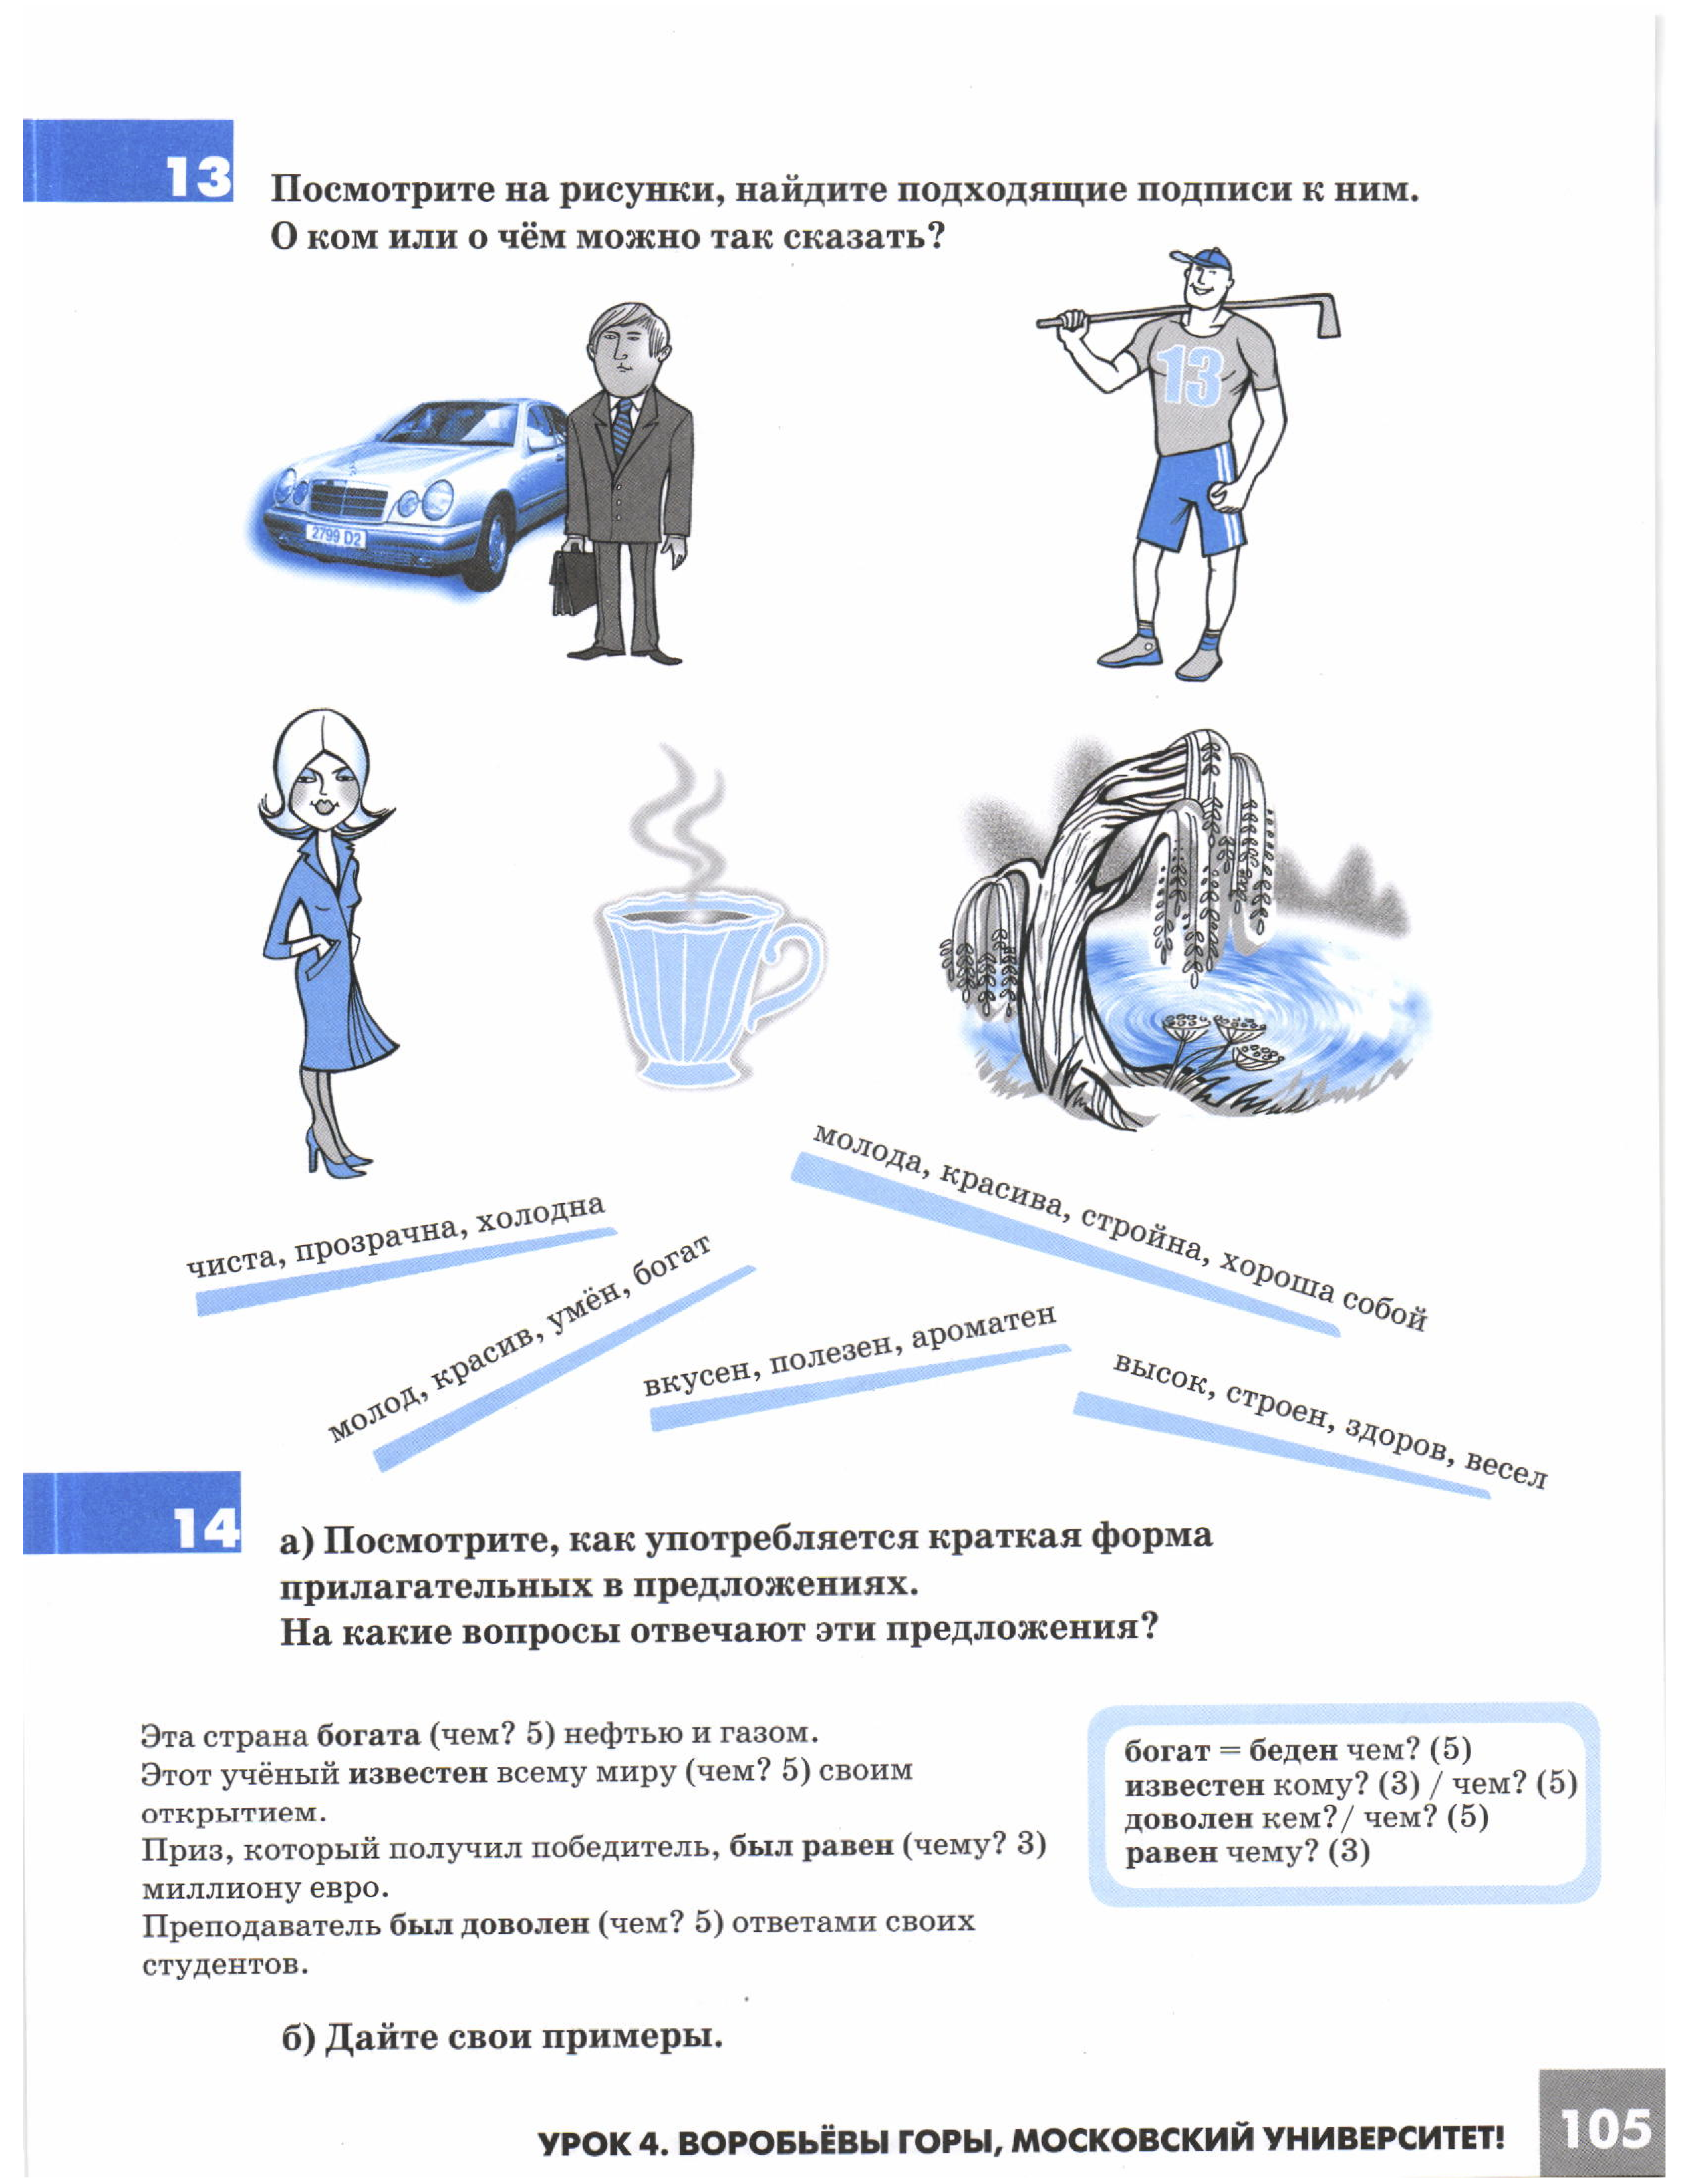 13
Посмотрите на рисунки, найдите подходящие подписи к ним.
О ком или о чём можно так сказать?
13
2799 D2
молода, красива, стройна, хороша собой
чиста, прозрачна, холодна
молод, красив, умён, богат
вкусен, полезен, ароматен
высок, строен, здоров, весел
14
а) Посмотрите, как употребляется краткая форма
прилагательных в предложениях.
На какие вопросы отвечают эти предложения?
Эта страна богата (чем? 5) нефтью и газом.
Этот учёный известен всему миру (чем? 5) своим
открытием.
Приз, который получил победитель, был равен (чему? 3)
миллиону евро.
Преподаватель был доволен (чем? 5) ответами своих
студентов.
богат = беден чем? (5)
известен кому? (3) / чем? (5)
доволен кем?/ чем? (5)
равен чему? (3)
б) Дайте свои примеры.
УРОК 4. ВОРОБЬЁВЫ ГОРЫ, МОСКОВСКИЙ УНИВЕРСИТЕТ!
105